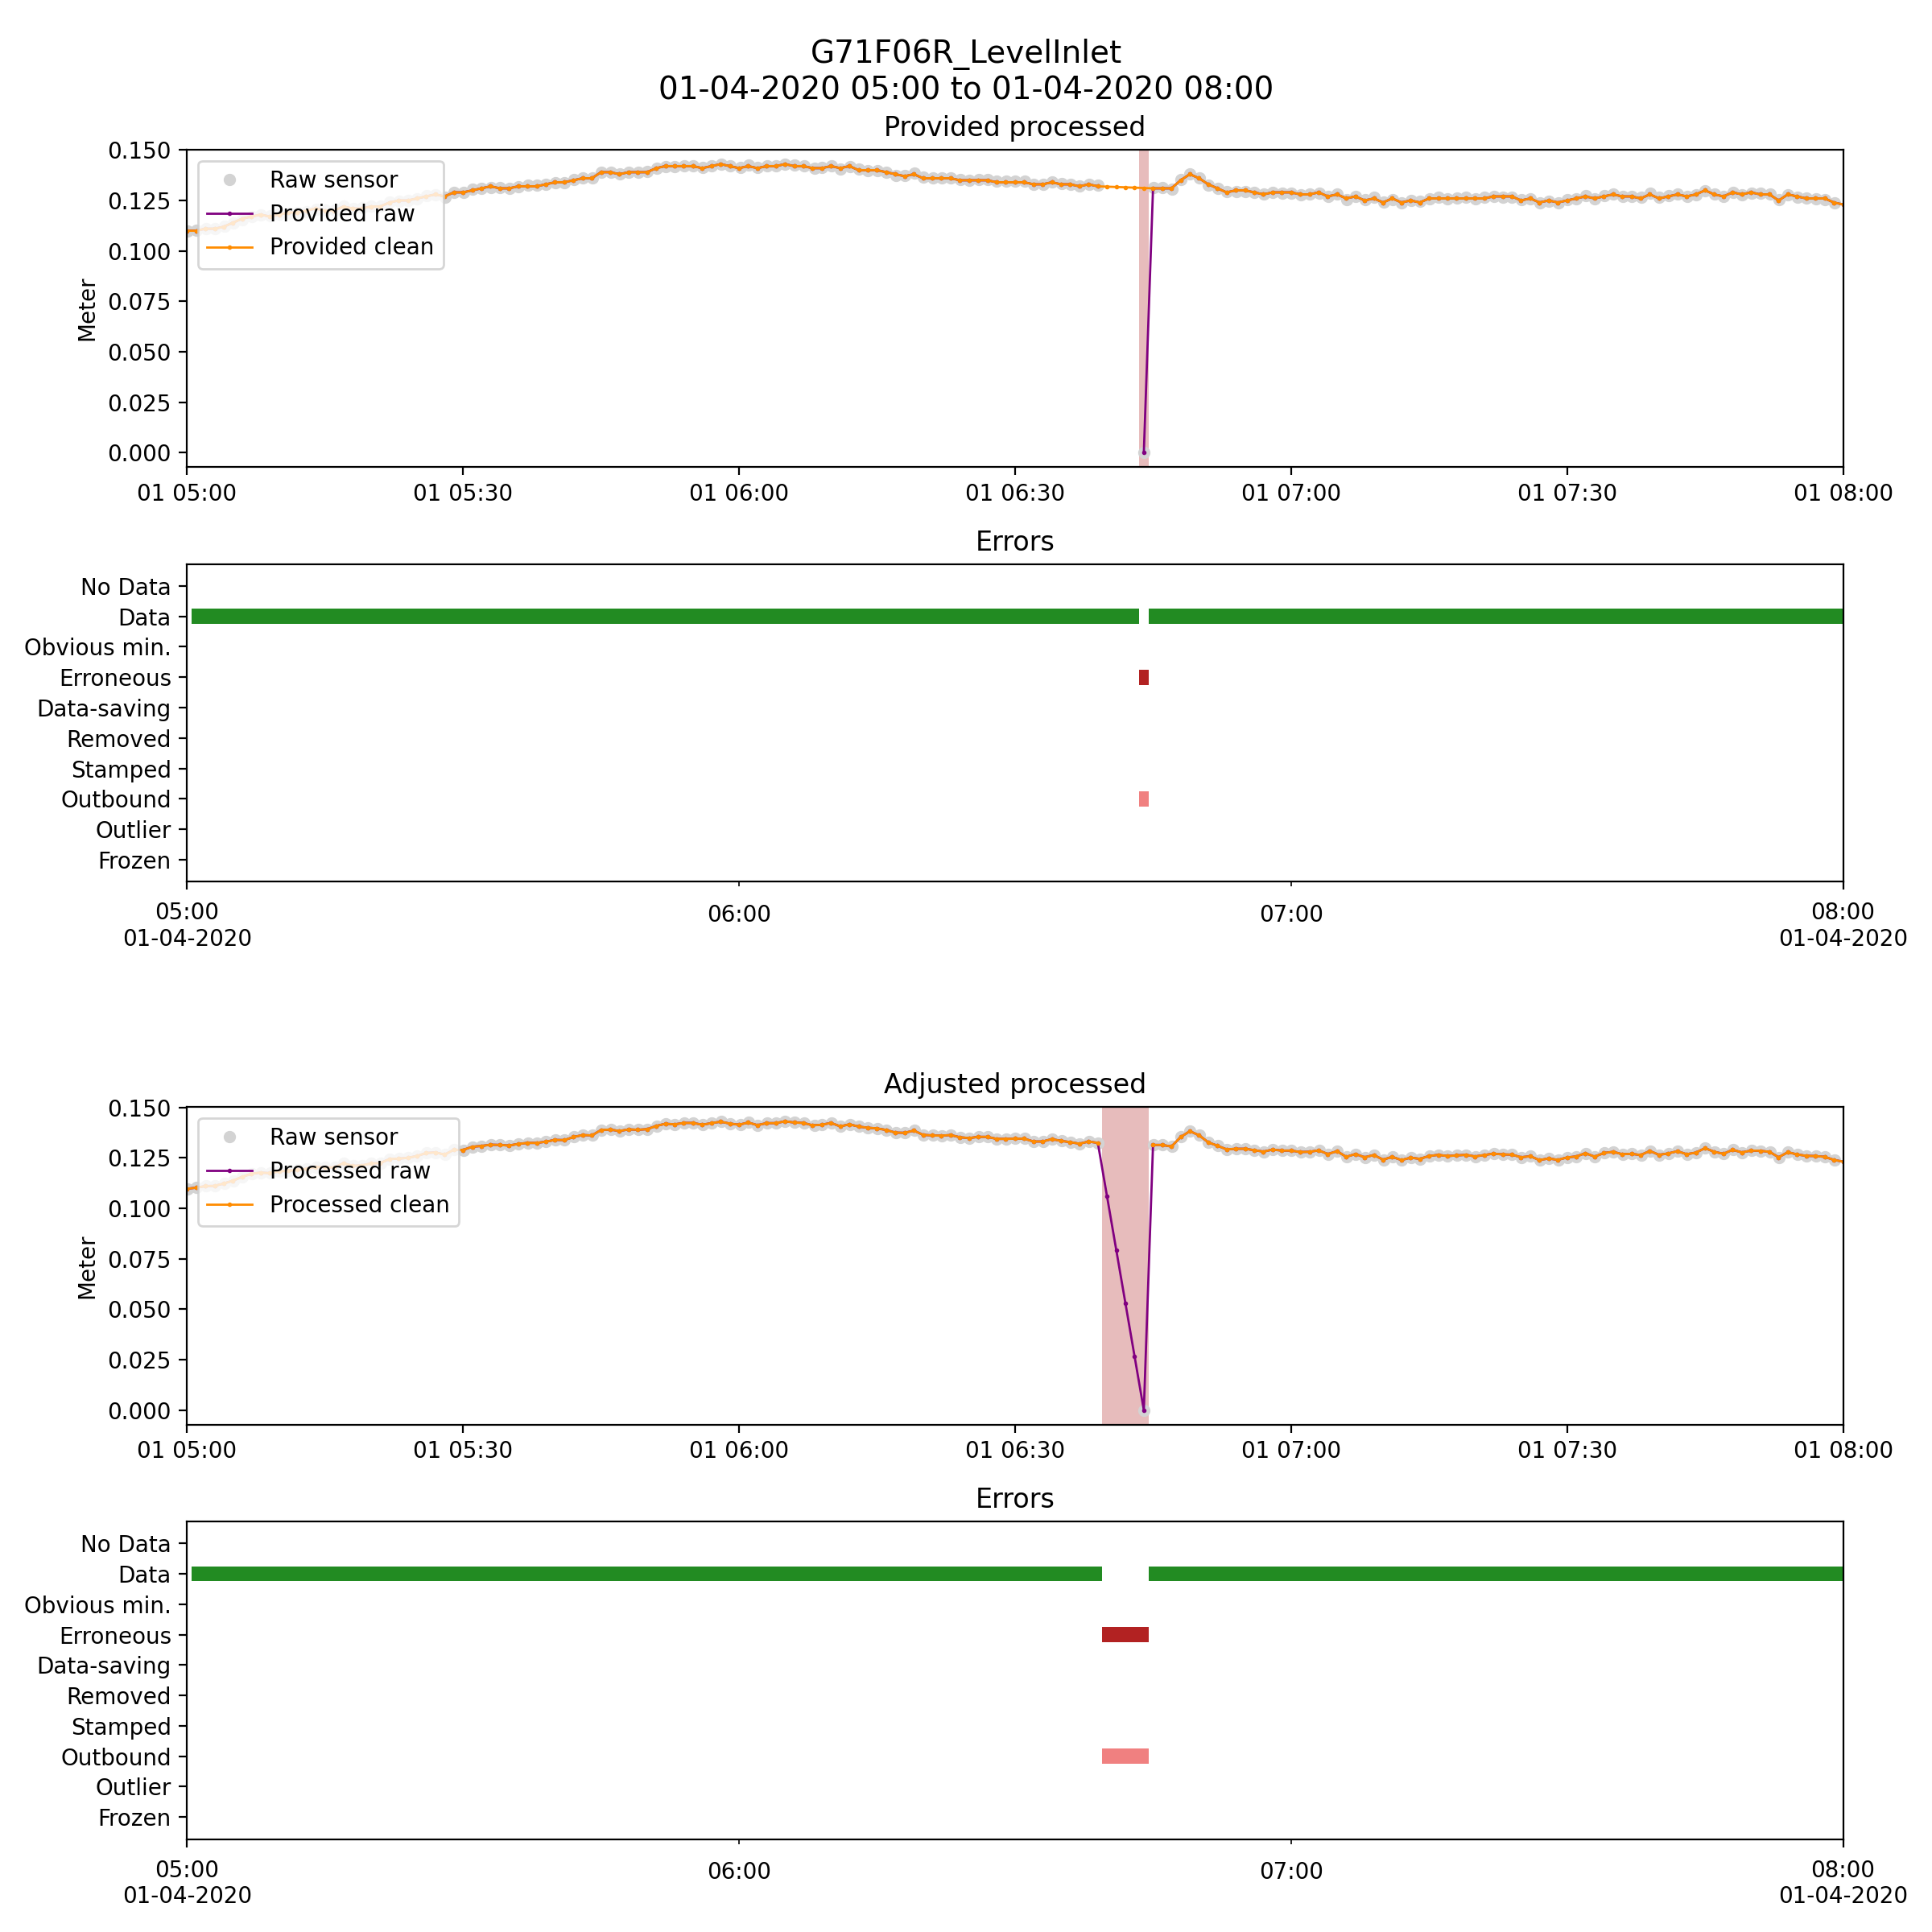 G71F06R_LevelInlet
01-04-2020 05:00 to 01-04-2020 08:00
Provided processed
Meter
0.150
0.125
0.100
0.075
0.050
0.025
0.000
Raw sensor
Provided raw
Provided clean
01 05:00 01 05:30 01 06:00 01 06:30 01 07:00 01 07:30 01 08:00
Errors
No Data
Data
Obvious min.
Erroneous
Data-saving
Removed
Stamped
Outbound
Outlier
Frozen
05:00 06:00 07:00 08:00
01-04-2020 01-04-2020
Adjusted processed
Meter
0.150
0.125
0.100
0.075
0.050
0.025
0.000
Raw sensor
Processed raw
Processed clean
01 05:00 01 05:30 01 06:00 01 06:30 01 07:00 01 07:30 01 08:00
Errors
No Data
Data
Obvious min.
Erroneous
Data-saving
Removed
Stamped
Outbound
Outlier
Frozen
05:00 06:00 07:00 08:00
01-04-2020 01-04-2020